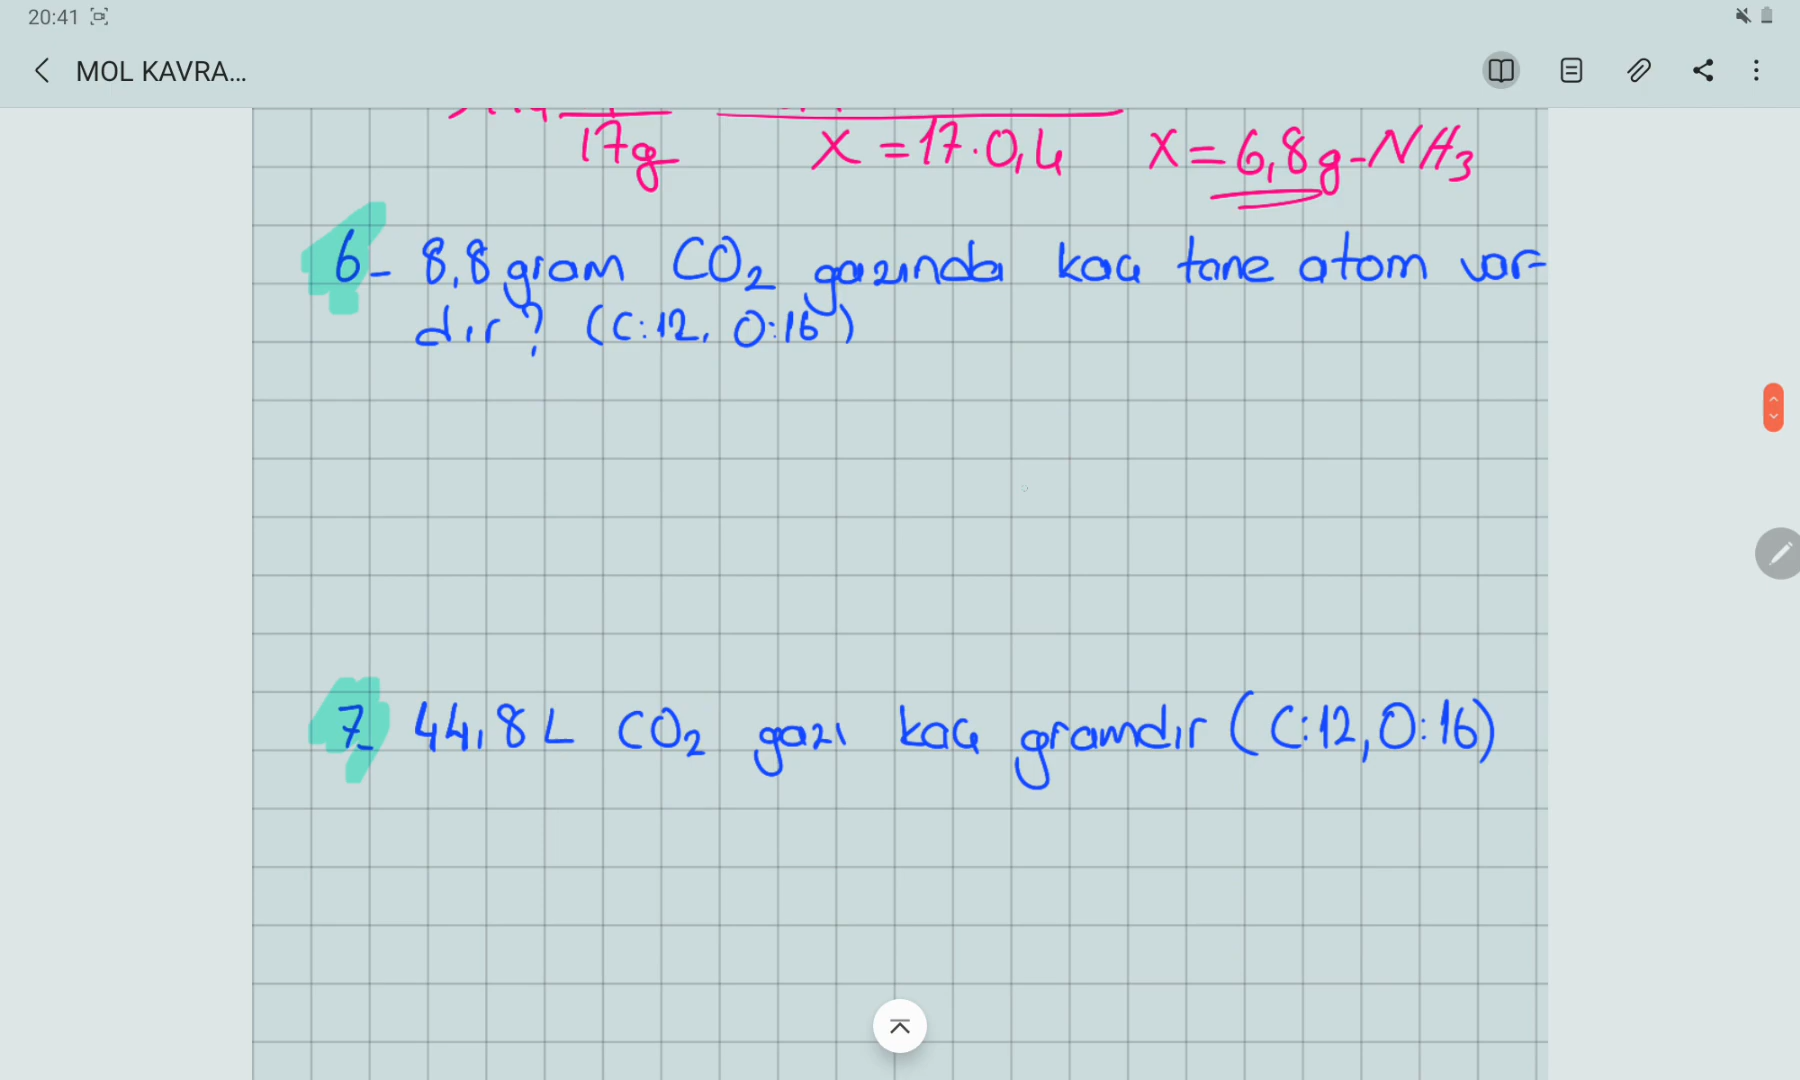 20:41
MOL KAVRA...
17g X = 17.0,4 X = 6,8g-NH3
6- 8,8 gram CO2 gazında kaç tane atom var-
dır? (C:12, O:16)
7- 44,8 L CO2 gazı kaç gramdır (C:12, O:16)